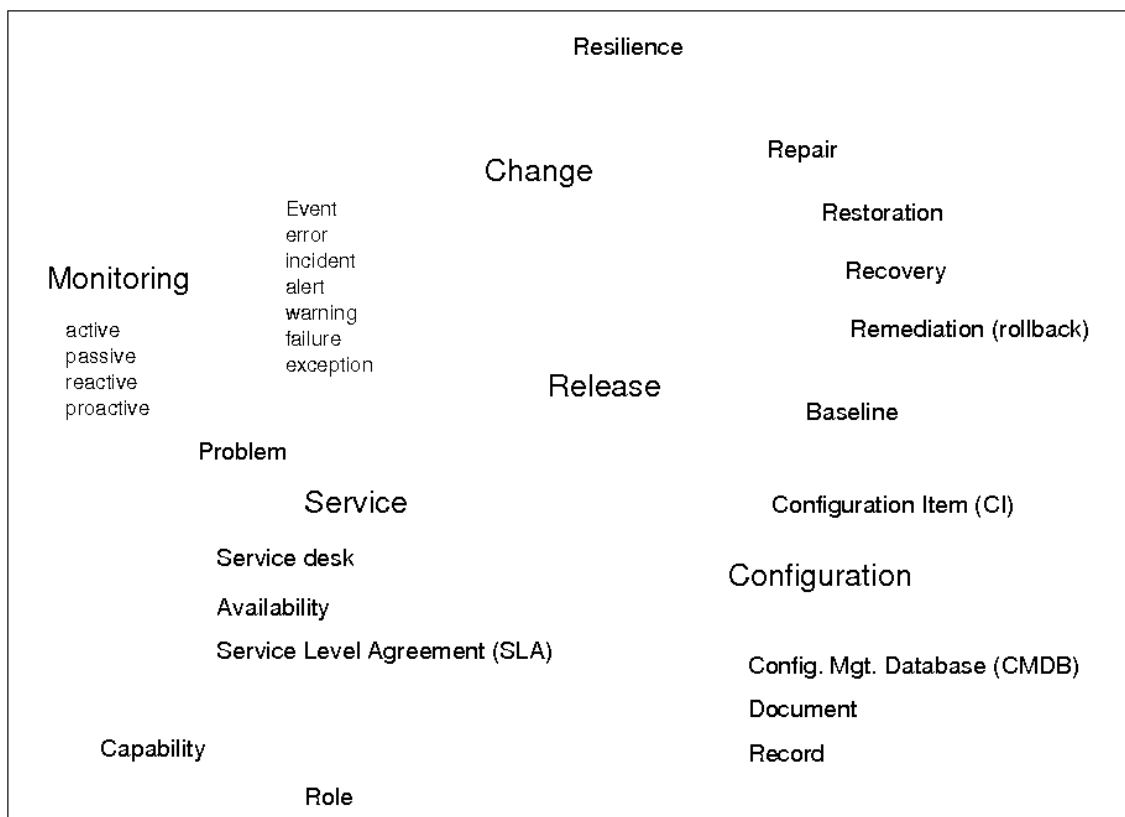 Resilience
Repair
Change
Event
Restoration
error
incident
Monitoring
Recovery
alert
warning
active
failure
Remediation (rollback)
passive
exception
reactive
Release
proactive
Baseline
Problem
Service
Configuration Item (CI)
Service desk
Configuration
Availability
Service Level Agreement (SLA)
Config. Mgt. Database (CMDB)
Document
Capability
Record
Role